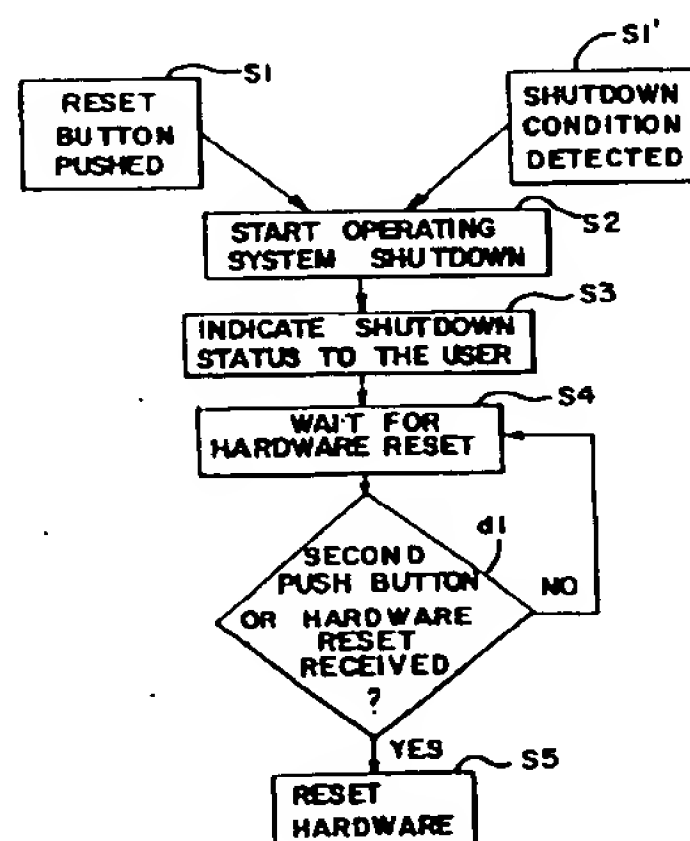 S1
RESET
BUTTON
PUSHED
S1'
SHUTDOWN
CONDITION
DETECTED
S2
START OPERATING
SYSTEM SHUTDOWN
S3
INDICATE SHUTDOWN
STATUS TO THE USER
S4
WAIT FOR
HARDWARE RESET
d1
SECOND
PUSH BUTTON
OR HARDWARE
RESET
RECEIVED
?
NO
YES
S5
RESET
HARDWARE